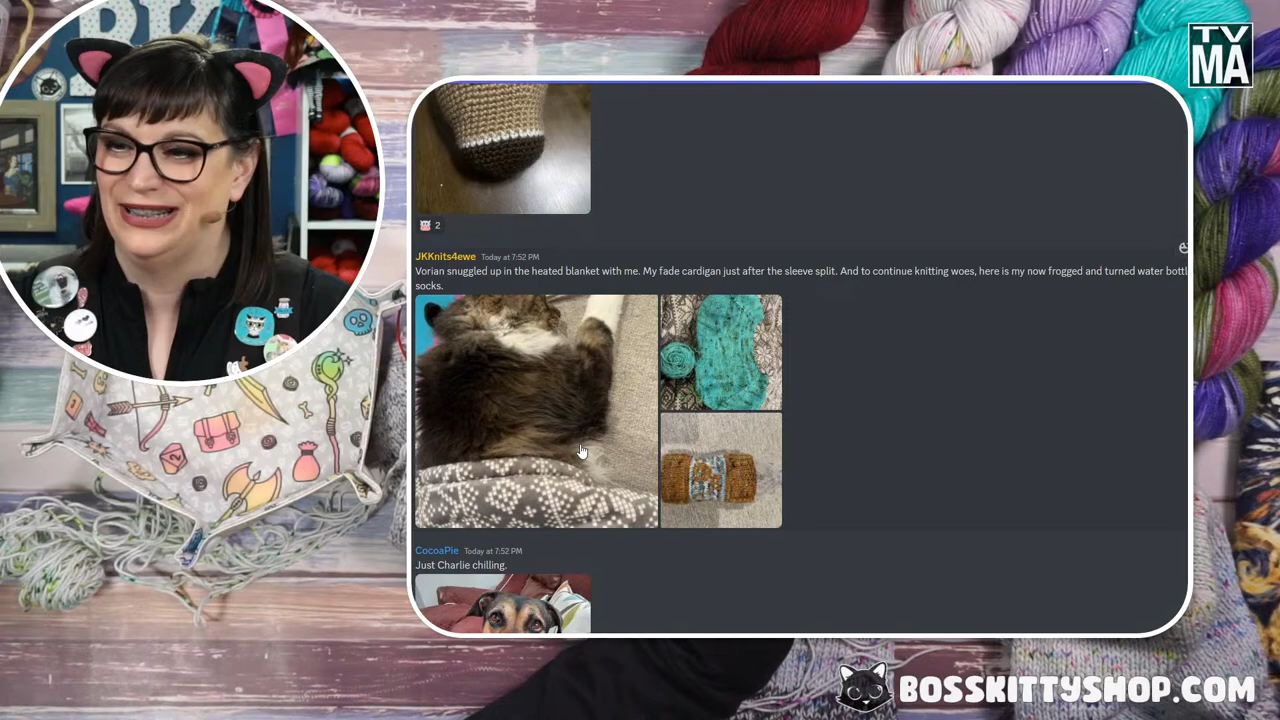 TV
MA
2
JKKnits4ewe Today at 7:52 PM
Vorian snuggled up in the heated blanket with me. My fade cardigan just after the sleeve split. And to continue knitting woes, here is my now frogged and turned water bottl
socks.
CocoaPie Today at 7:52 PM
Just Charlie chilling.
BOSSKITTYSHOP.COM